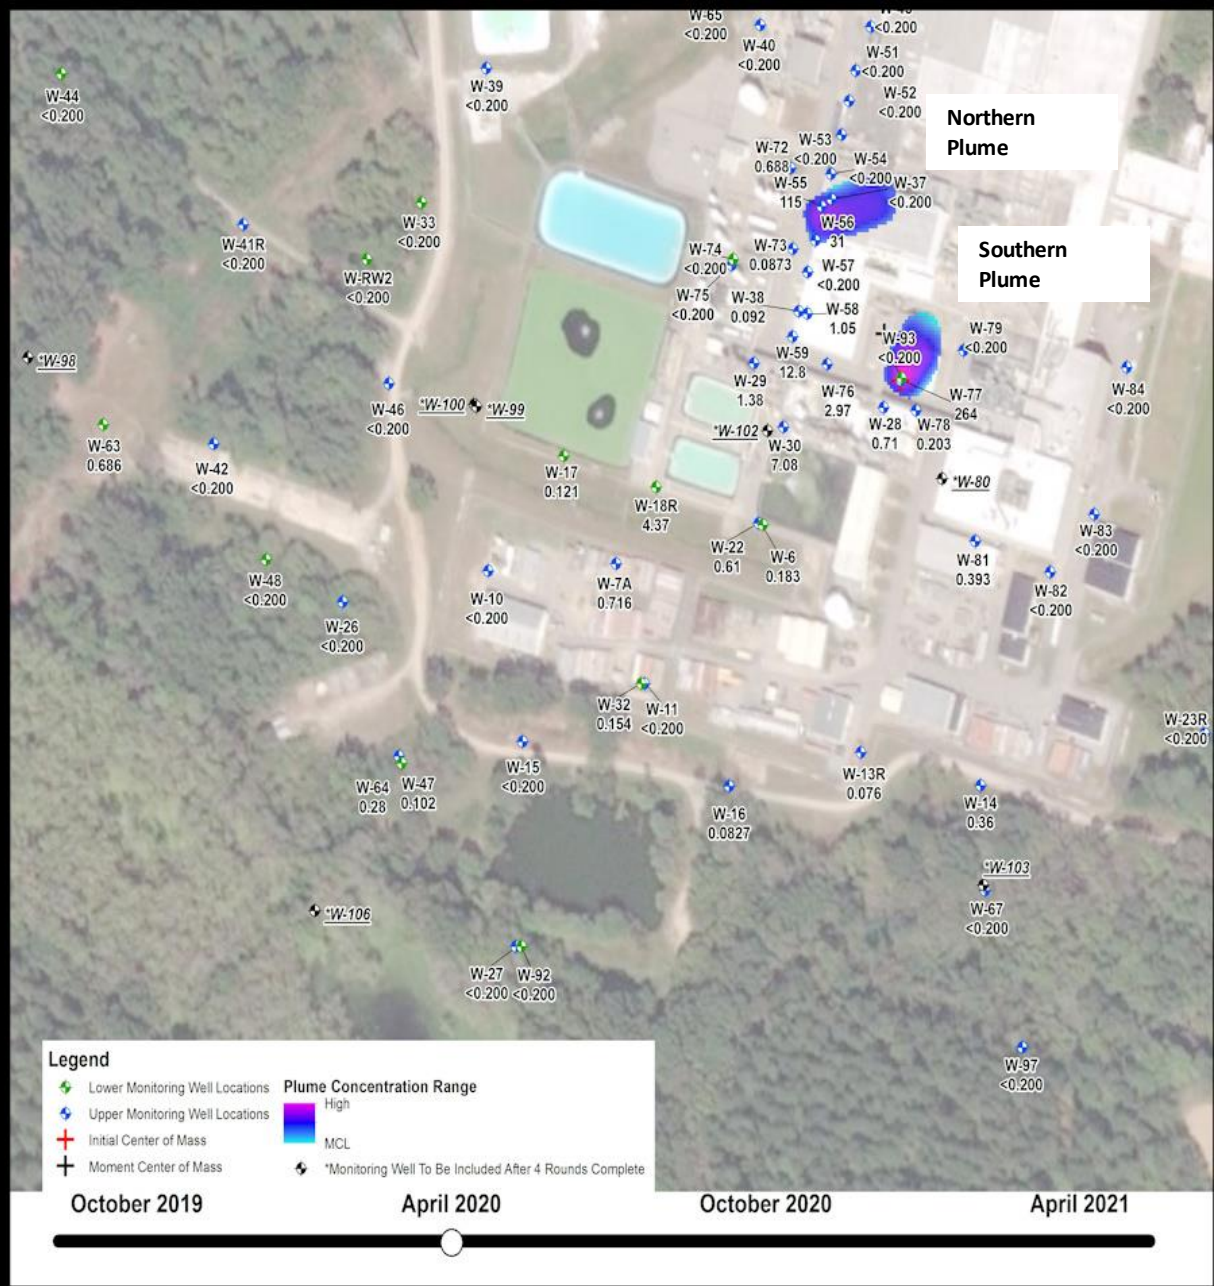 W-65
<0.200
W-40
<0.200
<0.200
W-51
<0.200
W-44
<0.200
W-39
<0.200
W-52
<0.200
Northern
Plume
W-53
<0.200
W-72
0.688
W-54
<0.200
W-55
115
W-37
<0.200
W-33
<0.200
W-56
31
W-41R
<0.200
Southern
Plume
W-74
<0.200
W-73
0.0873
W-RW2
<0.200
W-57
<0.200
W-75
<0.200
W-38
0.092
W-58
1.05
W-93
<0.200
W-79
<0.200
*W-98
W-59
12.8
W-29
1.38
W-76
2.97
W-84
<0.200
W-77
264
*W-100
*W-99
W-46
<0.200
W-28
0.71
W-78
0.203
*W-102
W-30
7.08
W-63
0.686
W-42
<0.200
W-17
0.121
*W-80
W-18R
4.37
W-83
<0.200
W-22
0.61
W-6
0.183
W-81
0.393
W-48
<0.200
W-10
<0.200
W-7A
0.716
W-82
<0.200
W-26
<0.200
W-32
0.154
W-11
<0.200
W-23R
<0.200
W-15
<0.200
W-13R
0.076
W-64
0.28
W-47
0.102
W-14
0.36
W-16
0.0827
*W-103
W-67
<0.200
*W-106
W-27
<0.200
W-92
<0.200
W-97
<0.200
Legend
Lower Monitoring Well Locations
Upper Monitoring Well Locations
Initial Center of Mass
Moment Center of Mass
Plume Concentration Range
High
MCL
*Monitoring Well To Be Included After 4 Rounds Complete
October 2019 April 2020 October 2020 April 2021